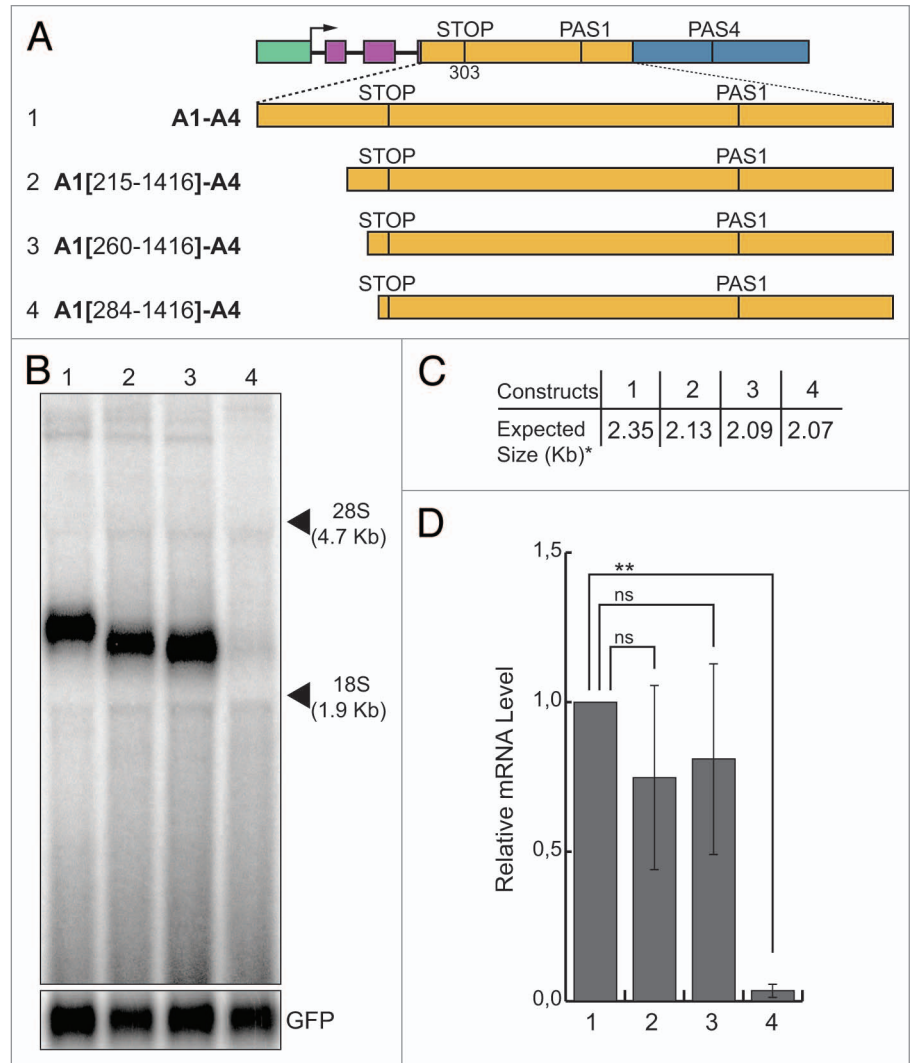 A
STOP PAS1 PAS4
303
STOP PAS1
1 A1-A4
STOP PAS1
2 A1[215-1416]-A4
STOP PAS1
3 A1[260-1416]-A4
STOP PAS1
4 A1[284-1416]-A4
B
1 2 3 4
28S
(4.7 Kb)
18S
(1.9 Kb)
GFP
C
Constructs 1 2 3 4
Expected 2.35 2.13 2.09 2.07
Size (Kb)*
D
1,5
**
ns
ns
1,0
0,5
0,0
Relative mRNA Level
1 2 3 4